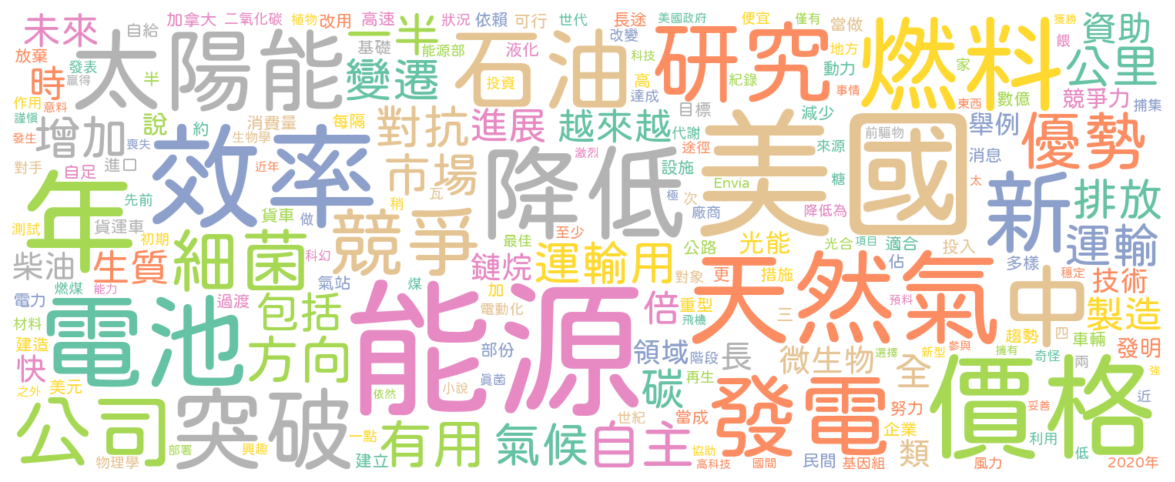 未來
自給
加拿大
二氧化碳
植物
改用
高速
狀況
依賴
可行
世代
長途
美國政府
便宜
僅有
當做
獲勝
資助
放棄
發表
贏得
半
太陽能
一半
基礎
能源部
變遷
液化
投資
石油
改變
科技
高
達成
研究
紀錄
動力
地方
事情
燃料
家
餵
公里
時
意料
作用
謹慎
發生
增加
說
約
生物學
喪失
消費量
每隔
對抗
進展
激烈
越來越
目標
代謝
途徑
減少
來源
前驅物
東西
數億
競爭力
捕集
舉例
優勢
消息
對手
自足
進口
近年
效率
市場
瓦
稍
降低
設施
Envia
糖
極
次
廠商
降低為
美國
太
新
排放
年
先前
測試
貨運車
初期
貨車
做
科幻
競爭
最佳
至少
公路
光能
光合
項目
適合
佔
投入
多樣
穩定
運輸
柴油
生質
細菌
氣站
煤
鏈烷
運輸用
對象
更
措施
電力
燃煤
能力
過渡
加
電動化
倍
重型
飛機
天然氣
三
預料
中
技術
材料
建造
電池
包括
能源
製造
快
美元
之外
方向
部份
眞菌
小說
依然
領域
階段
再生
碳
長
微生物
選擇
新型
參與
擁有
趨勢
奇怪
四
車輛
兩
發明
強
近
全
公司
突破
世紀
當成
發電
努力
企業
價格
妥善
利用
低
物理學
部署
興趣
一點
建立
有用
氣候
自主
協助
高科技
國間
民間
基因組
類
風力
2020年